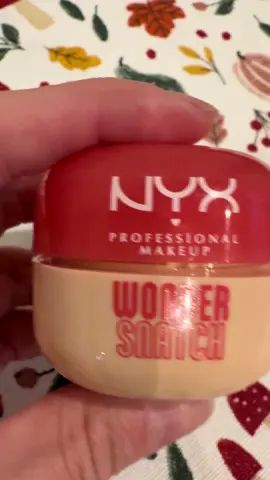 NYX
PROFESSIONAL
MAKEUP
WONDER
SNATCH